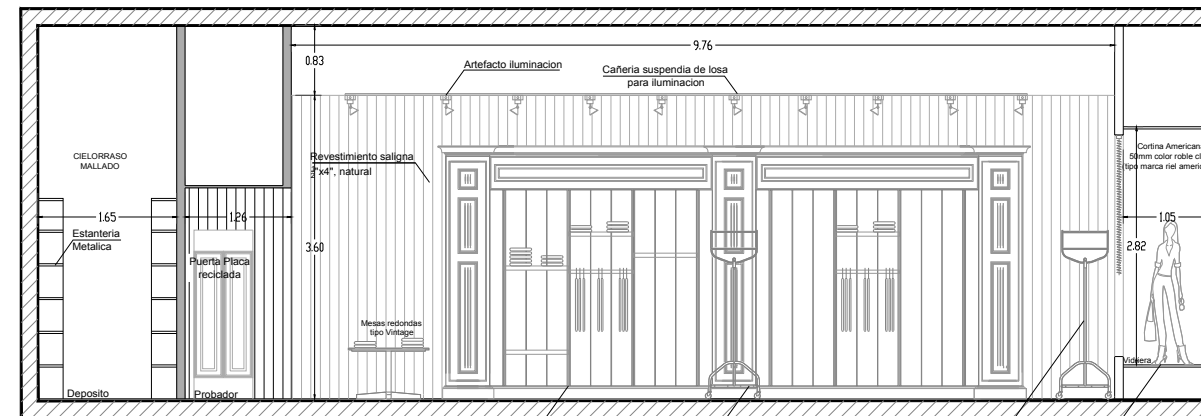 9.76
0.83
Artefacto iluminacion
Cañeria suspendia de losa
para iluminacion
CIELORRASO
MALLADO
Revestimiento saligna
"x4", natural
Cortina American
50mm color roble cl
tipo marca riel ameri
1.65
1.26
1.05
Estanteria
Metalica
3.60
2.82
Puerta Placa
reciclada
Mesas redondas
tipo Vintage
Vidriera
Deposito
Probador